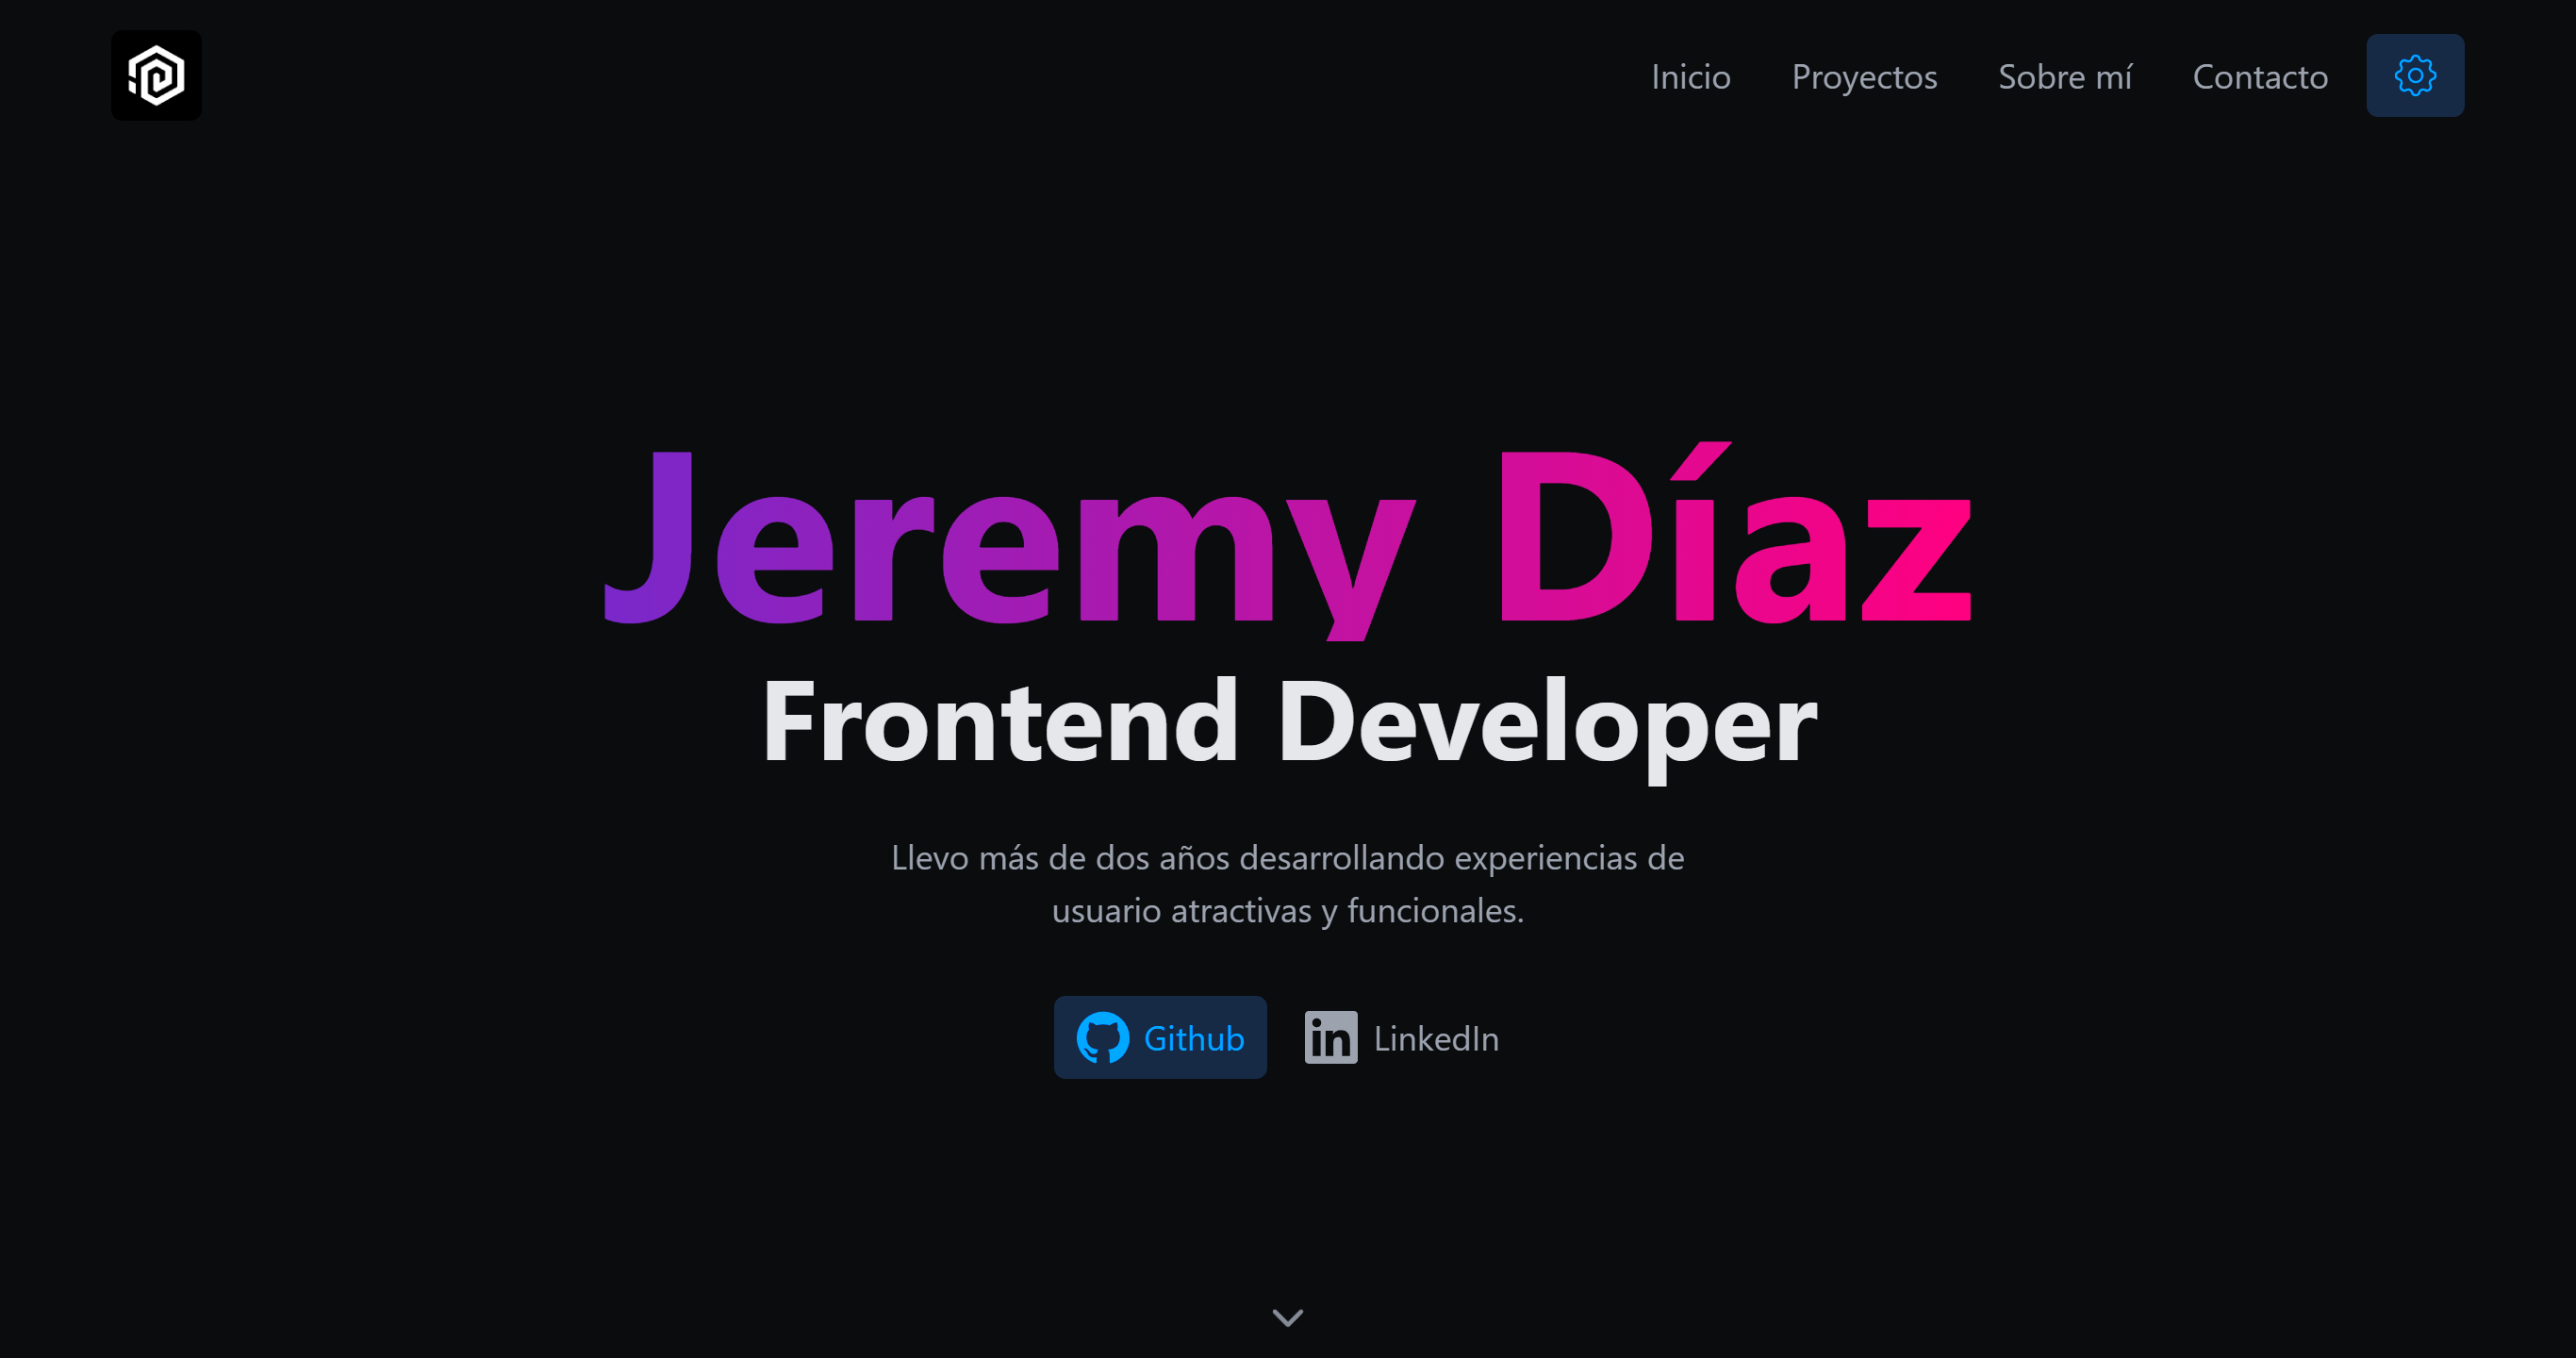 Inicio Proyectos Sobre mí Contacto
Jeremy Díaz
Frontend Developer
Llevo más de dos años desarrollando experiencias de
usuario atractivas y funcionales.
Github LinkedIn